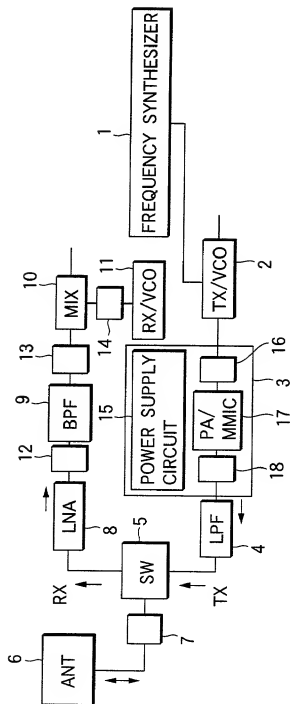 1
FREQUENCY SYNTHESIZER
10
MIX
11
RX/VCO
14
13
9
BPF
12
LNA
8
TX/VCO
2
15
POWER SUPPLY
CIRCUIT
16
3
PA/
MMIC
17
18
5
SW
RX
TX
LPF
4
7
6
ANT